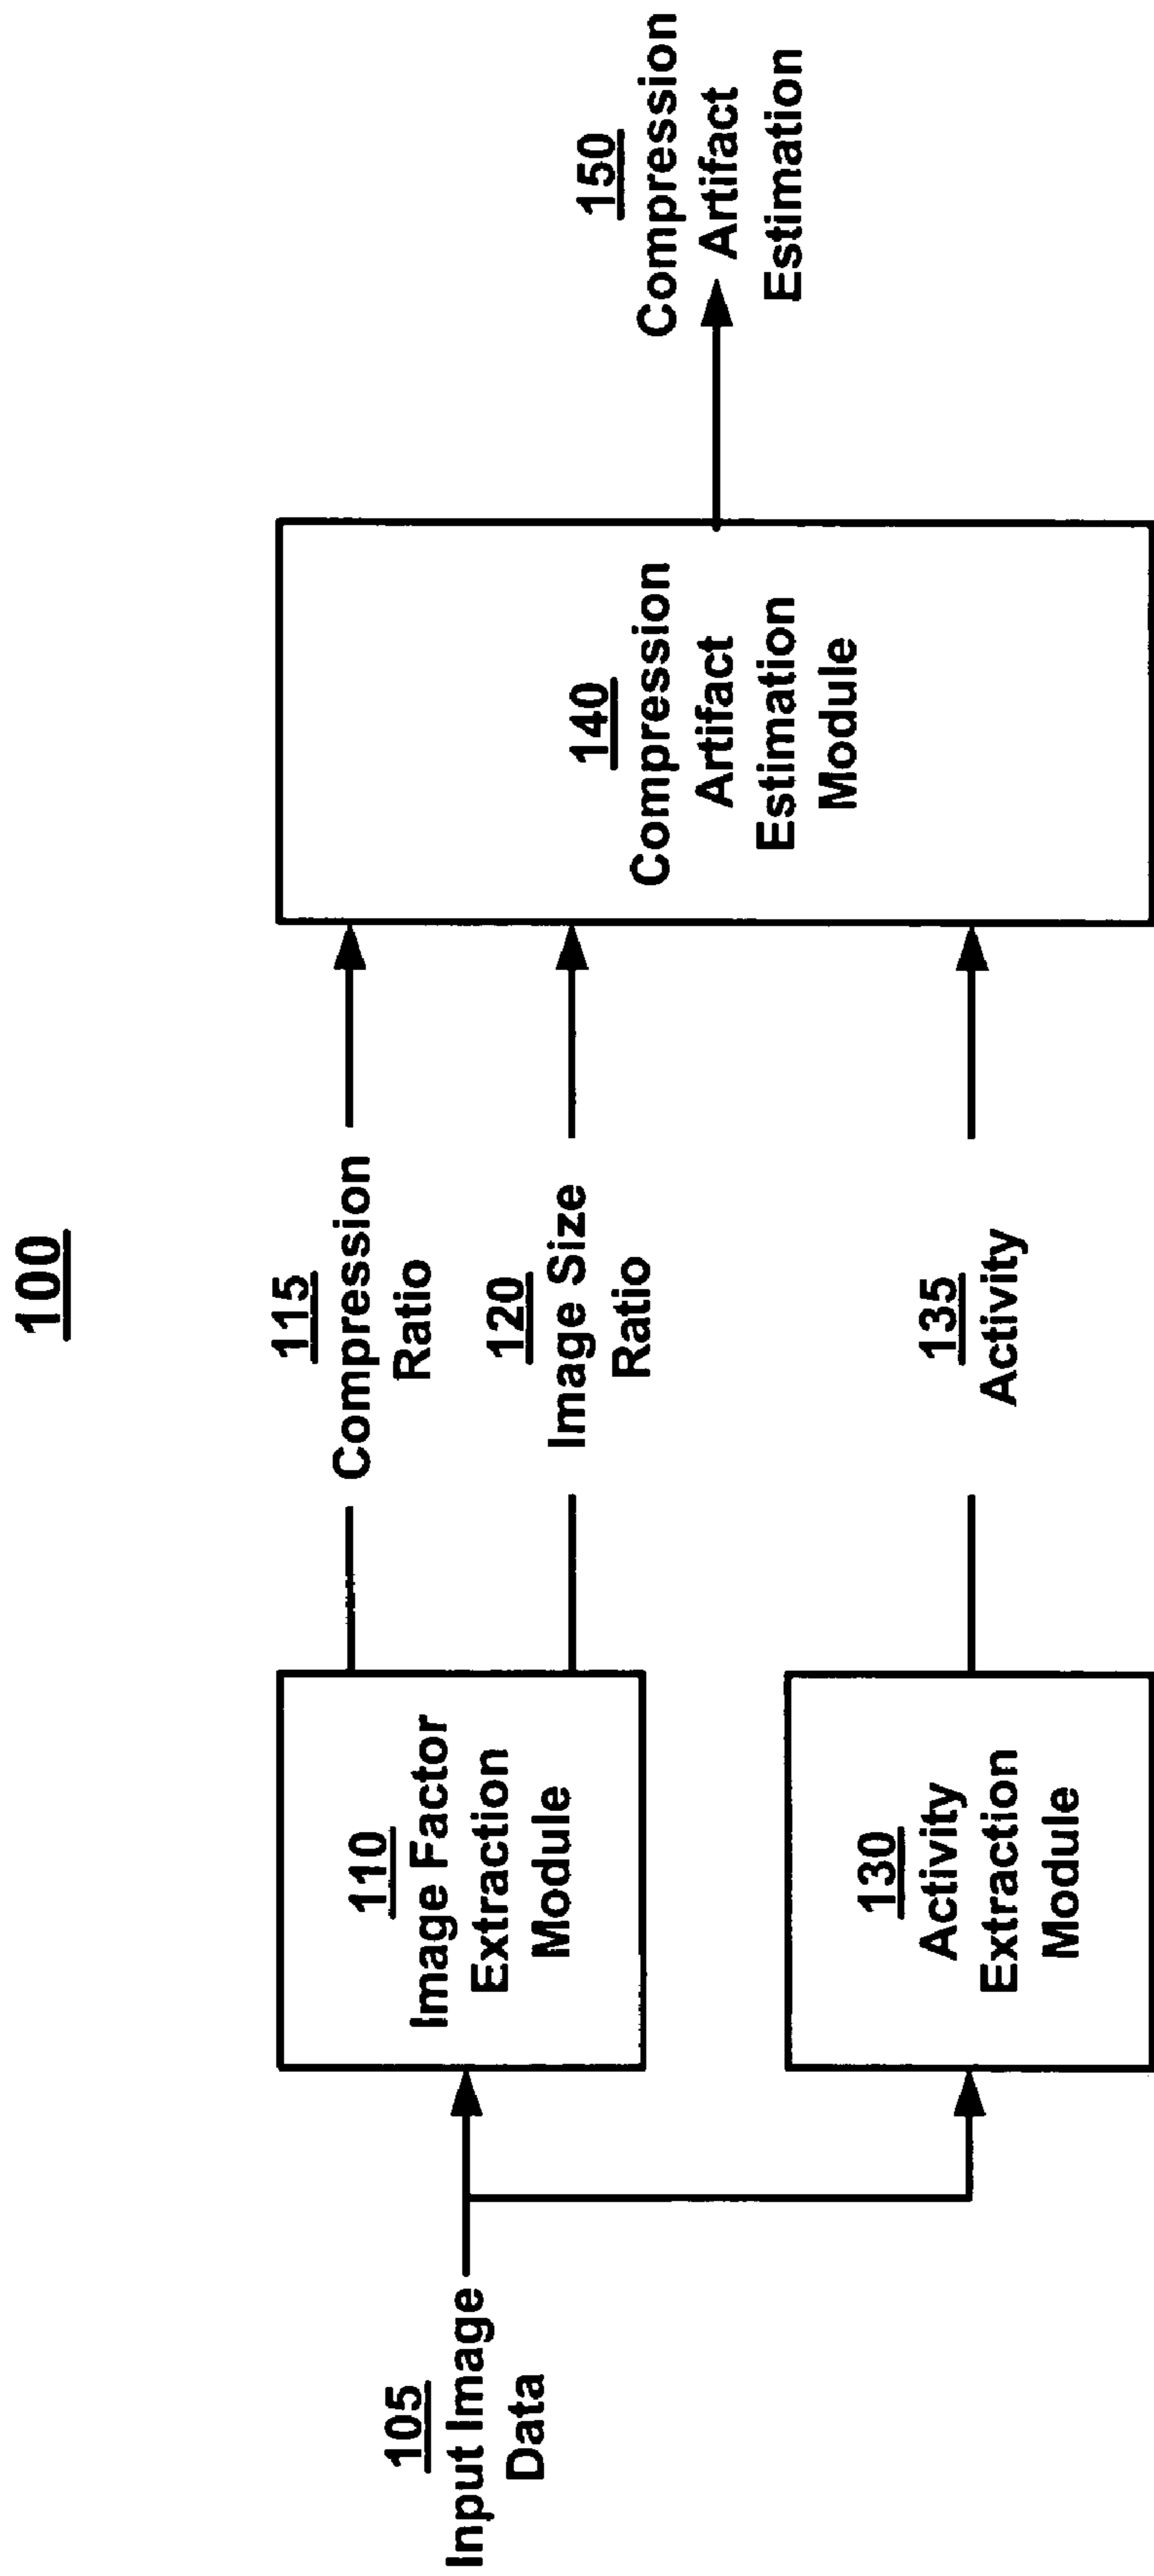 100
105
Input Image
Data
110
Image Factor
Extraction
Module
130
Activity
Extraction
Module
115
Compression
Ratio
120
Image Size
Ratio
135
Activity
140
Compression
Artifact
Estimation
Module
150
Compression
Artifact
Estimation